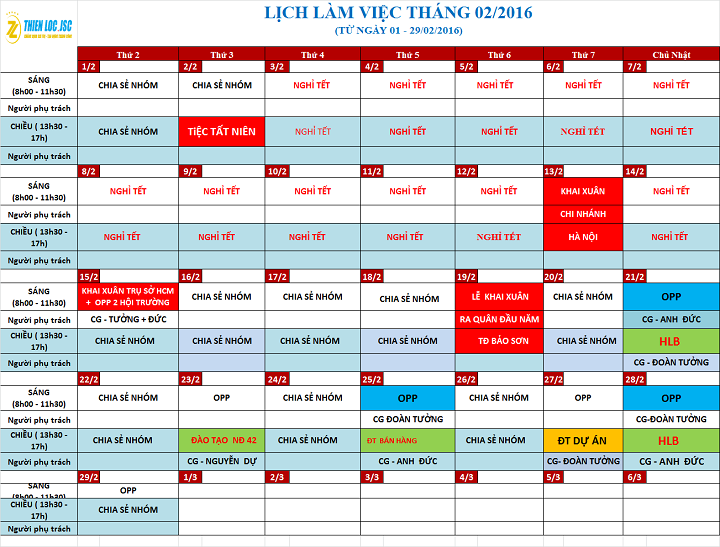 THIEN LOC JSC
LỊCH LÀM VIỆC THÁNG 02/2016
(TỪ NGÀY 01 - 29/02/2016)
Thứ 2 Thứ 3 Thứ 4 Thứ 5 Thứ 6 Thứ 7 Chủ Nhật
1/2 2/2 3/2 4/2 5/2 6/2 7/2
SÁNG
(8h00 - 11h30) CHIA SẺ NHÓM CHIA SẺ NHÓM NGHỈ TẾT NGHỈ TẾT NGHỈ TẾT NGHỈ TẾT NGHỈ TẾT
Người phụ trách
CHIỀU ( 13h30 - 17h) CHIA SẺ NHÓM TIỆC TẤT NIÊN NGHỈ TẾT NGHỈ TẾT NGHỈ TẾT NGHỈ TẾT NGHỈ TẾT
Người phụ trách
8/2 9/2 10/2 11/2 12/2 13/2 14/2
SÁNG
(8h00 - 11h30) NGHỈ TẾT NGHỈ TẾT NGHỈ TẾT NGHỈ TẾT NGHỈ TẾT KHAI XUÂN NGHỈ TẾT
Người phụ trách CHI NHÁNH
CHIỀU ( 13h30 - 17h) NGHỈ TẾT NGHỈ TẾT NGHỈ TẾT NGHỈ TẾT NGHỈ TẾT HÀ NỘI NGHỈ TẾT
Người phụ trách
15/2 16/2 17/2 18/2 19/2 20/2 21/2
SÁNG
(8h00 - 11h30) KHAI XUÂN TRỤ SỞ HCM + OPP 2 HỘI TRƯỜNG CHIA SẺ NHÓM CHIA SẺ NHÓM CHIA SẺ NHÓM LỄ KHAI XUÂN CHIA SẺ NHÓM OPP
Người phụ trách CG - TƯỞNG + ĐỨC RA QUÂN ĐẦU NĂM CG - ANH ĐỨC
CHIỀU ( 13h30 - 17h) CHIA SẺ NHÓM CHIA SẺ NHÓM CHIA SẺ NHÓM CHIA SẺ NHÓM TĐ BẢO SƠN CHIA SẺ NHÓM HLB
Người phụ trách CG - ĐOÀN TƯỞNG
22/2 23/2 24/2 25/2 26/2 27/2 28/2
SÁNG
(8h00 - 11h30) CHIA SẺ NHÓM OPP CHIA SẺ NHÓM OPP CHIA SẺ NHÓM OPP OPP
Người phụ trách CG-ĐOÀN TƯỞNG CG-ĐOÀN TƯỞNG
CHIỀU ( 13h30 - 17h) CHIA SẺ NHÓM ĐÀO TẠO NĐ 42 CHIA SẺ NHÓM ĐT BÁN HÀNG CHIA SẺ NHÓM ĐT DỰ ÁN HLB
Người phụ trách CG - NGUYỄN DỰ CG - ANH ĐỨC CG- ĐOÀN TƯỞNG CG - ANH ĐỨC
29/2 1/3 2/3 3/3 4/3 5/3 6/3
SÁNG
(8h00 - 11h30) OPP
CHIỀU ( 13h30 - 17h) CHIA SẺ NHÓM
Người phụ trách